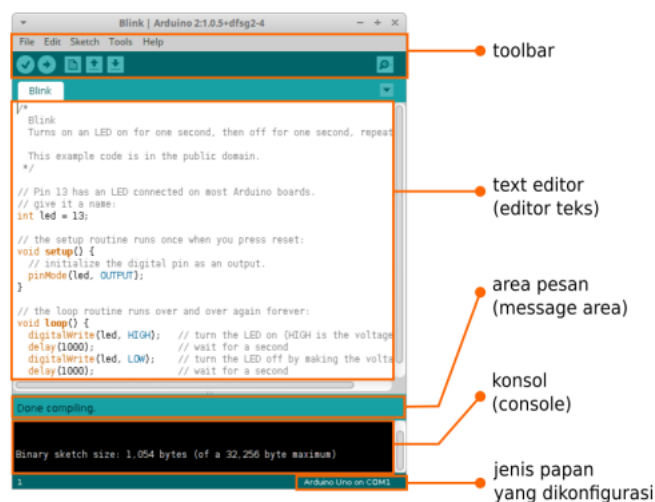 Blink | Arduino 2:1.0.5+dfsg2-4
File Edit Sketch Tools Help
Blink
/*
Blink
Turns on an LED on for one second, then off for one second, repeat
This example code is in the public domain.
*/
// Pin 13 has an LED connected on most Arduino boards.
// give it a name:
int led = 13;
// the setup routine runs once when you press reset:
void setup() {
// initialize the digital pin as an output.
pinMode(led, OUTPUT);
}
// the loop routine runs over and over again forever:
void loop() {
digitalWrite(led, HIGH); // turn the LED on (HIGH is the voltage
delay(1000); // wait for a second
digitalWrite(led, LOW); // turn the LED off by making the volta
delay(1000); // wait for a second
Done compiling.
Binary sketch size: 1,054 bytes (of a 32,256 byte maximum)
1
Arduino Uno on COM1
toolbar
text editor
(editor teks)
area pesan
(message area)
konsol
(console)
jenis papan
yang dikonfigurasi